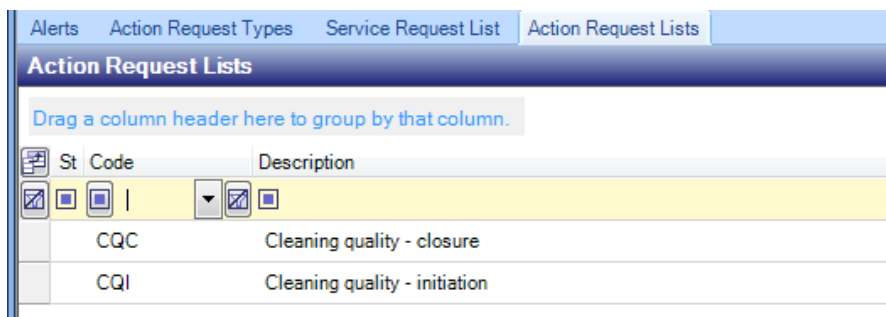 Alerts Action Request Types Service Request List Action Request Lists
Action Request Lists
Drag a column header here to group by that column.
St Code Description
CQC Cleaning quality - closure
CQI Cleaning quality - initiation